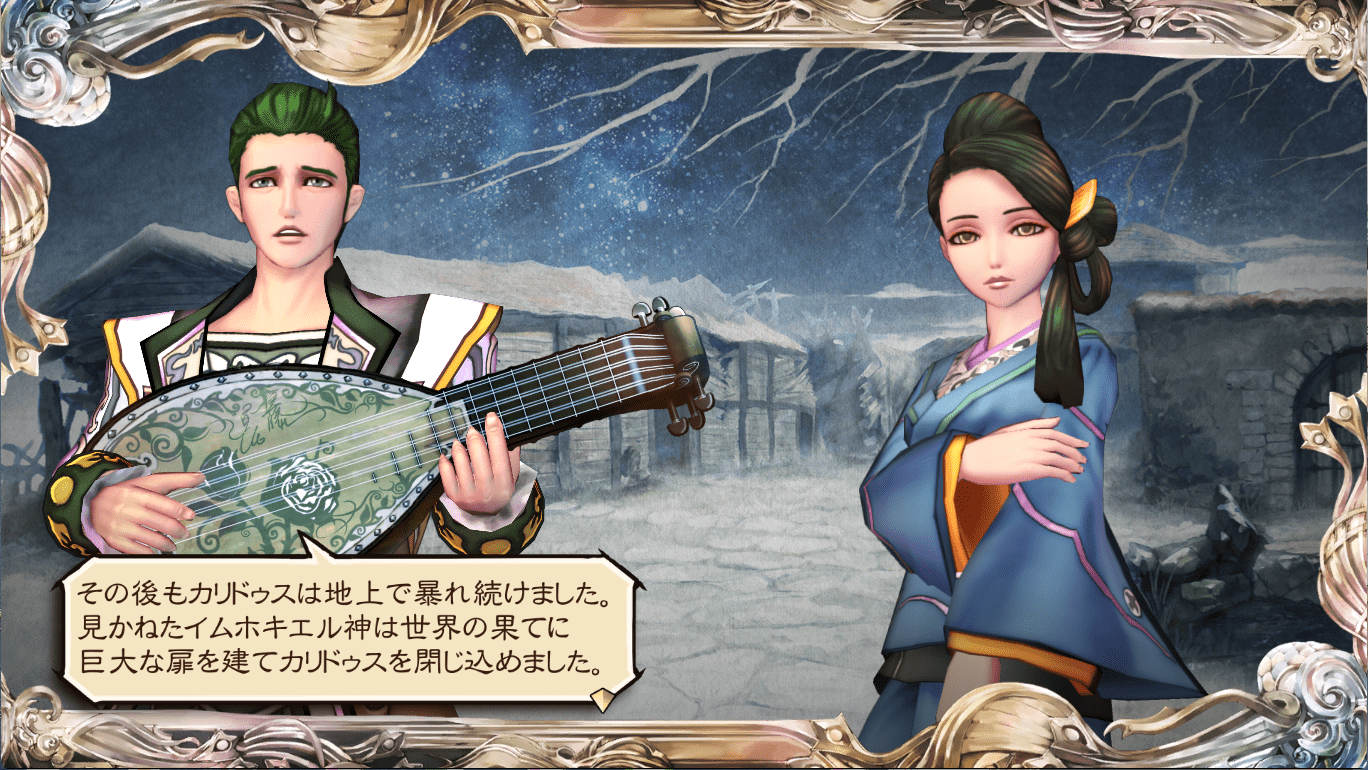 その後もカリドゥスは地上で暴れ続けました。
見かねたイムホキエル神は世界の果てに
巨大な扉を建ててカリドゥスを閉じ込めました。